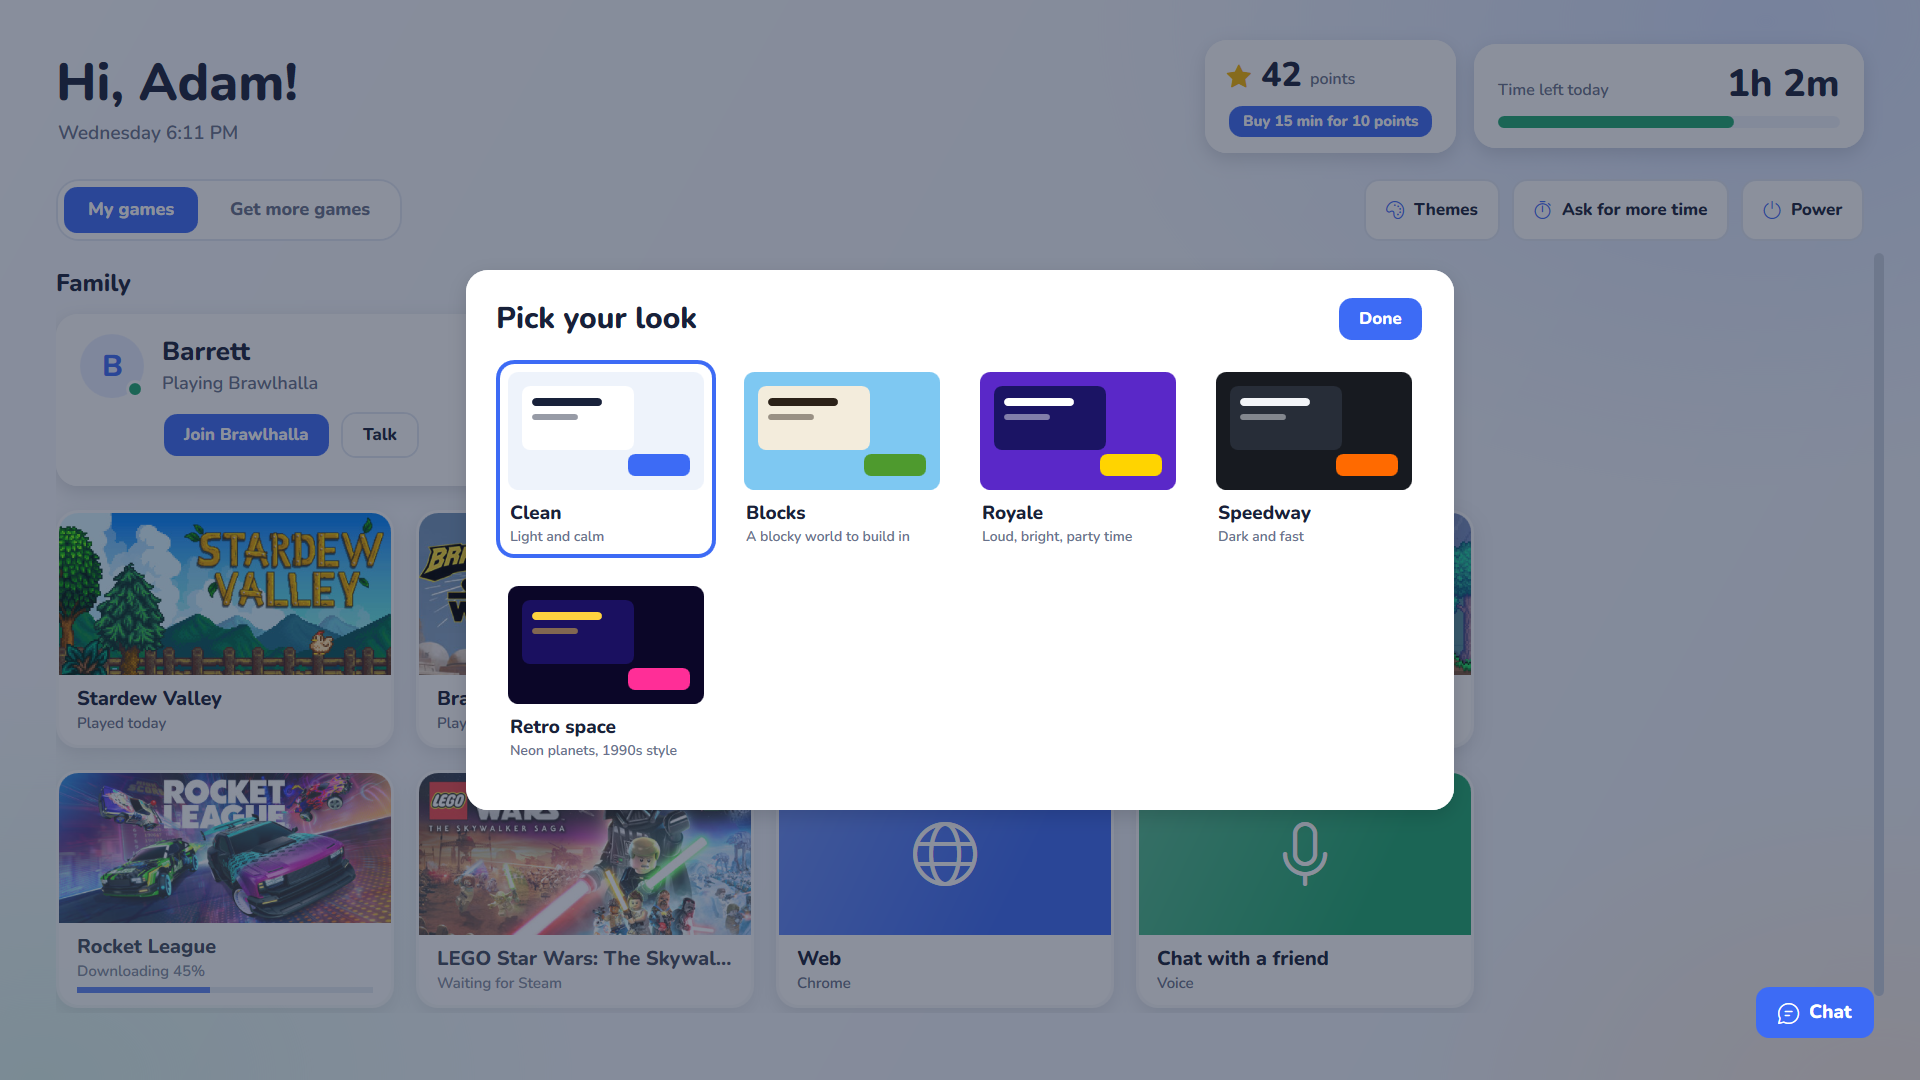 Hi, Adam!
Wednesday 6:11 PM
42 points
Buy 15 min for 10 points
Time left today
1h 2m
My games
Get more games
Themes
Ask for more time
Power
Family
B
Barrett
Playing Brawlhalla
Join Brawlhalla
Talk
Pick your look
Done
Clean
Light and calm
Blocks
A blocky world to build in
Royale
Loud, bright, party time
Speedway
Dark and fast
Retro space
Neon planets, 1990s style
STARDEW
VALLEY
Stardew Valley
Played today
ROCKET
LEAGUE
Rocket League
Downloading 45%
LEGO
WARS
THE SKYWALKER SAGA
LEGO Star Wars: The Skywal...
Waiting for Steam
Web
Chrome
Chat with a friend
Voice
Chat